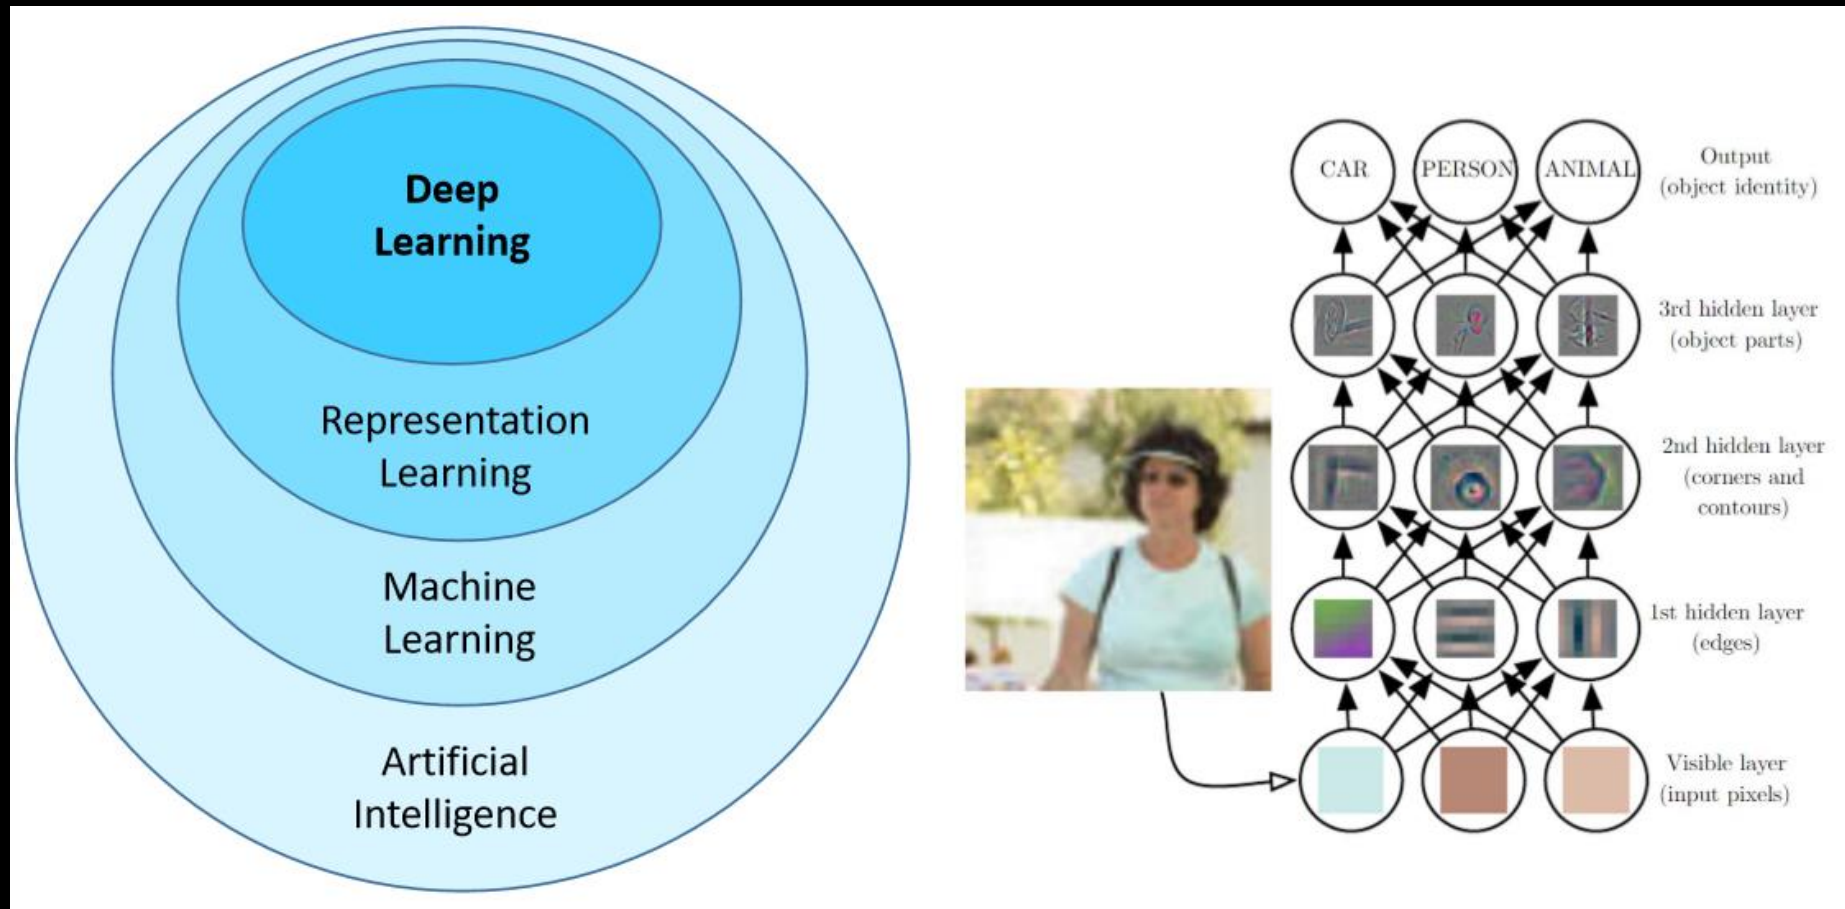 Deep
Learning
Representation
Learning
Machine
Learning
Artificial
Intelligence
CAR
PERSON
ANIMAL
Output
(object identity)
3rd hidden layer
(object parts)
2nd hidden layer
(corners and
contours)
1st hidden layer
(edges)
Visible layer
(input pixels)